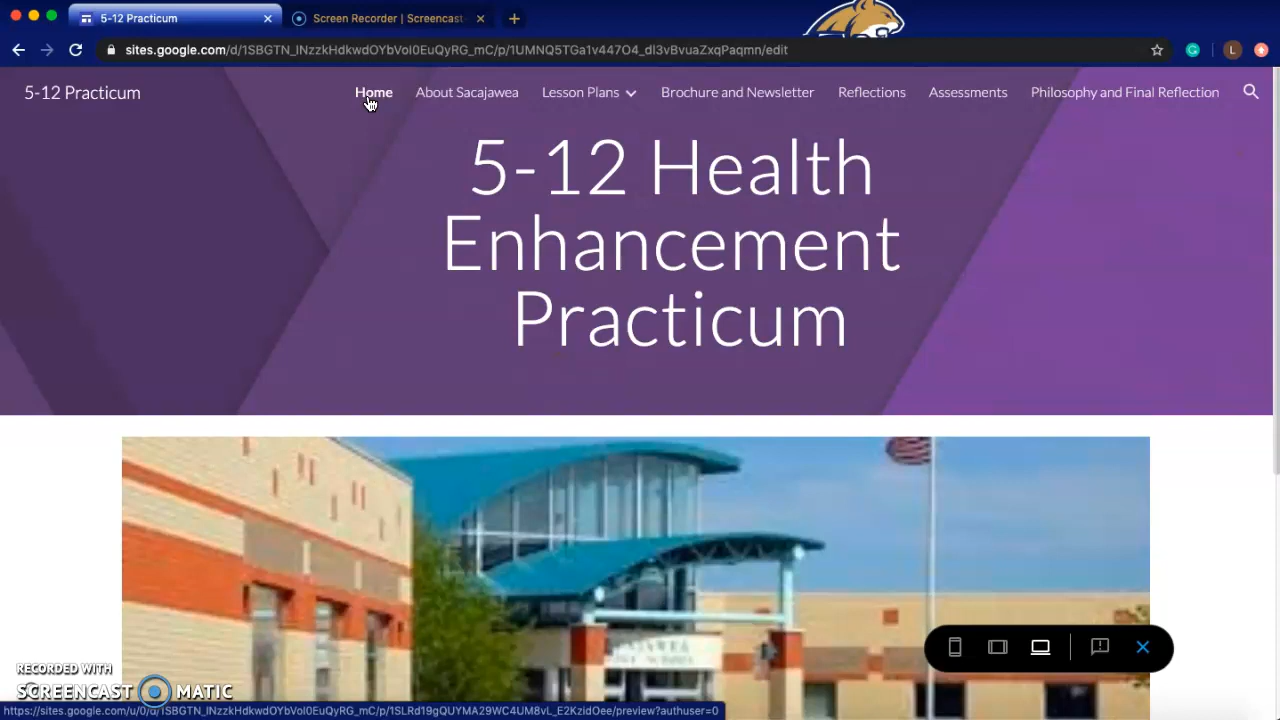 5-12 Practicum
Screen Recorder | Screencast-
L
sites.google.com/d/1SBGTN_lNzzkHdkwdOYbVoI0EuQyRG_mC/p/1UMNQ5TGa1v447O4_dl3vBvuaZxqPaqmn/edit
5-12 Practicum
Home
About Sacajawea
Lesson Plans
Brochure and Newsletter
Reflections
Assessments
Philosophy and Final Reflection
5-12 Health
Enhancement
Practicum
RECORDED WITH
SCREENCAST MATIC
https://sites.google.com/u/0/d/1SBGTN_lNzzkHdkwdOYbVoI0EuQyRG_mC/p/1SLRd19gQUYMA29WC4UM8vL_E2KzidOee/preview?authuser=0